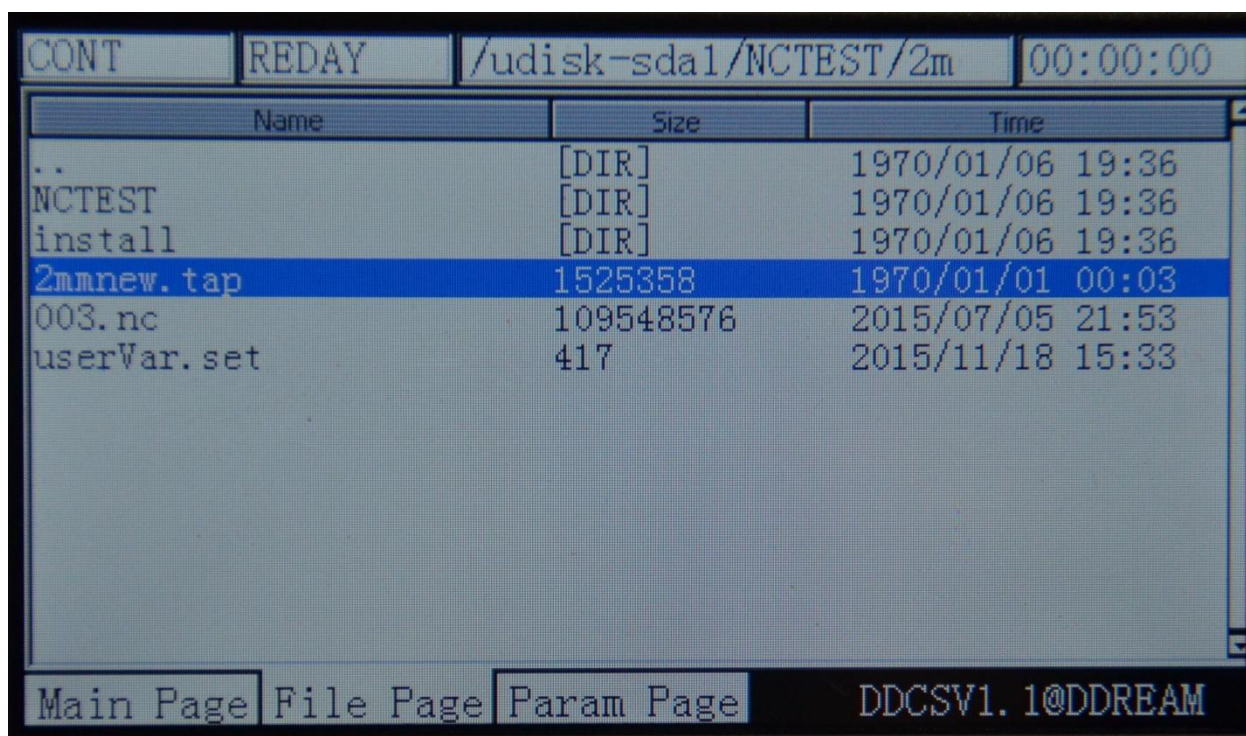 CONT REDAY /udisk-sda1/NCTEST/2m 00:00:00
Name Size Time
.. [DIR] 1970/01/06 19:36
NCTEST [DIR] 1970/01/06 19:36
install [DIR] 1970/01/06 19:36
2mmnew.tap 1525358 1970/01/01 00:03
003.nc 109548576 2015/07/05 21:53
userVar.set 417 2015/11/18 15:33
Main Page File Page Param Page DDCSV1.1@DDREAM